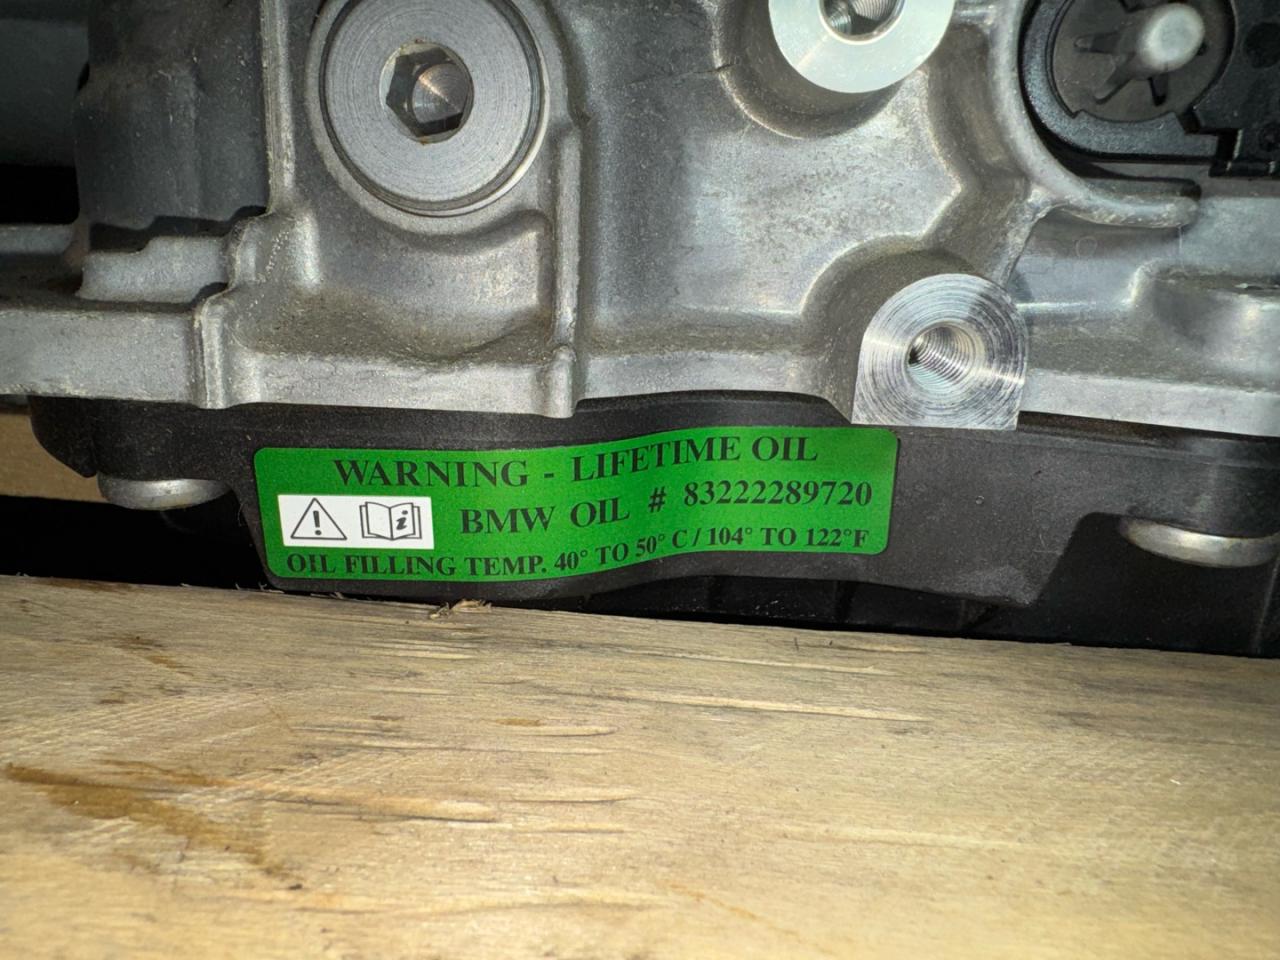 WARNING - LIFETIME OIL
BMW OIL # 83222289720
OIL FILLING TEMP. 40° TO 50° C / 104° TO 122°F